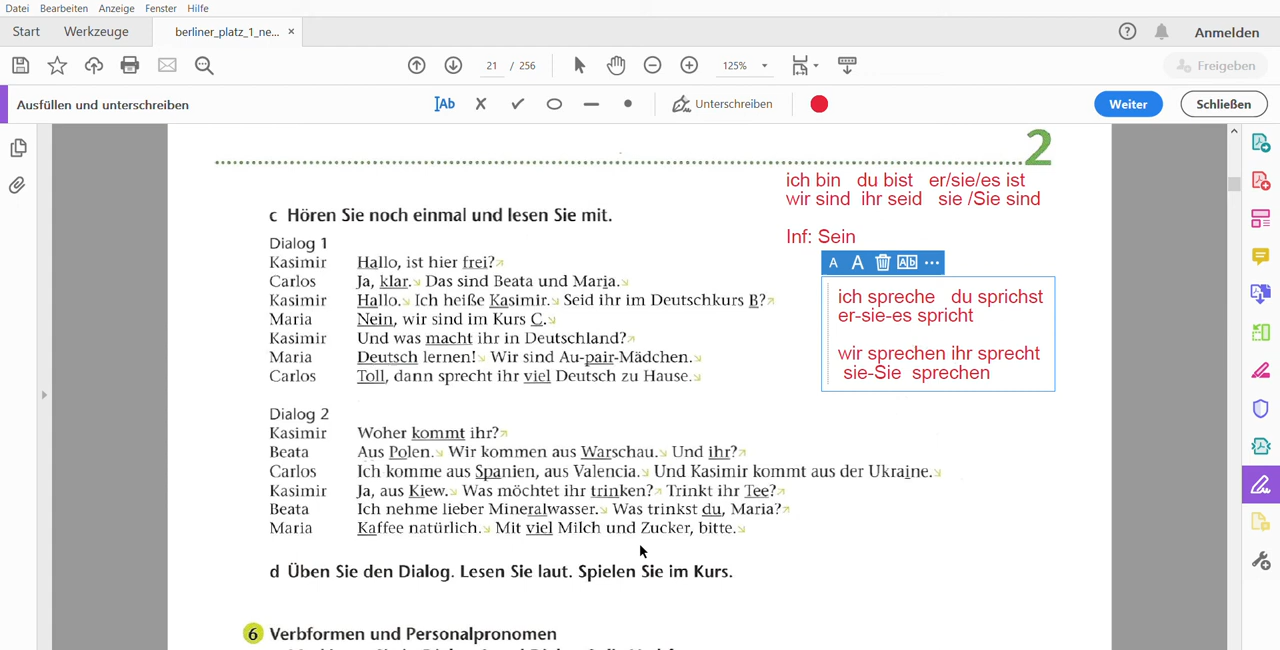 Datei Bearbeiten Anzeige Fenster Hilfe
Start Werkzeuge berliner_platz_1_ne... × ? Anmelden
21 / 256 125% Freigeben
Ausfüllen und unterschreiben IAb Unterschreiben Weiter Schließen
2
ich bin du bist er/sie/es ist
wir sind ihr seid sie /Sie sind
c Hören Sie noch einmal und lesen Sie mit.
Inf: Sein
Dialog 1
Kasimir Hallo, ist hier frei?
A A Ab ...
Carlos Ja, klar. Das sind Beata und Maria.
Kasimir Hallo. Ich heiße Kasimir. Seid ihr im Deutschkurs B?
Maria Nein, wir sind im Kurs C.
Kasimir Und was macht ihr in Deutschland?
Maria Deutsch lernen! Wir sind Au-pair-Mädchen.
Carlos Toll, dann sprecht ihr viel Deutsch zu Hause.
ich spreche du sprichst
er-sie-es spricht
wir sprechen ihr sprecht
sie-Sie sprechen
Dialog 2
Kasimir Woher kommt ihr?
Beata Aus Polen. Wir kommen aus Warschau. Und ihr?
Carlos Ich komme aus Spanien, aus Valencia. Und Kasimir kommt aus der Ukraine.
Kasimir Ja, aus Kiew. Was möchtet ihr trinken? Trinkt ihr Tee?
Beata Ich nehme lieber Mineralwasser. Was trinkst du, Maria?
Maria Kaffee natürlich. Mit viel Milch und Zucker, bitte.
d Üben Sie den Dialog. Lesen Sie laut. Spielen Sie im Kurs.
6 Verbformen und Personalpronomen